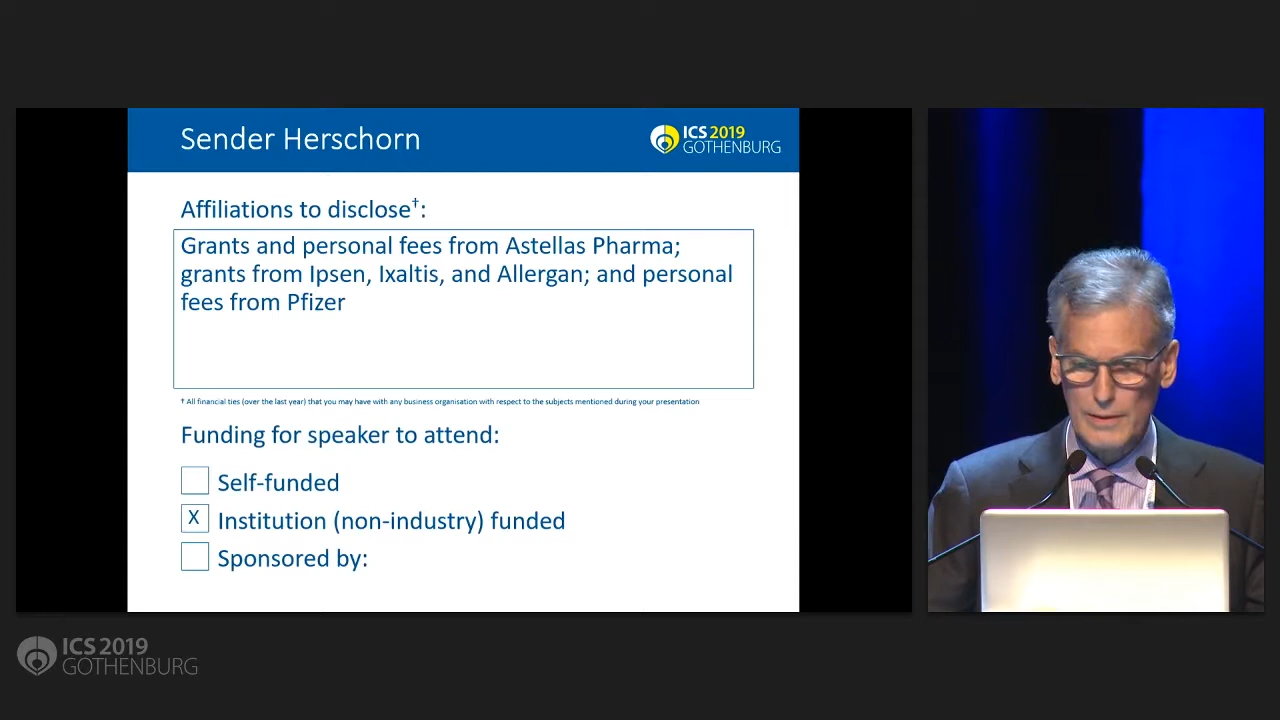 Sender Herschorn
ICS 2019
GOTHENBURG
Affiliations to disclose†:
Grants and personal fees from Astellas Pharma;
grants from Ipsen, Ixaltis, and Allergan; and personal
fees from Pfizer
† All financial ties (over the last year) that you may have with any business organisation with respect to the subjects mentioned during your presentation
Funding for speaker to attend:
Self-funded
X Institution (non-industry) funded
Sponsored by:
ICS 2019
GOTHENBURG